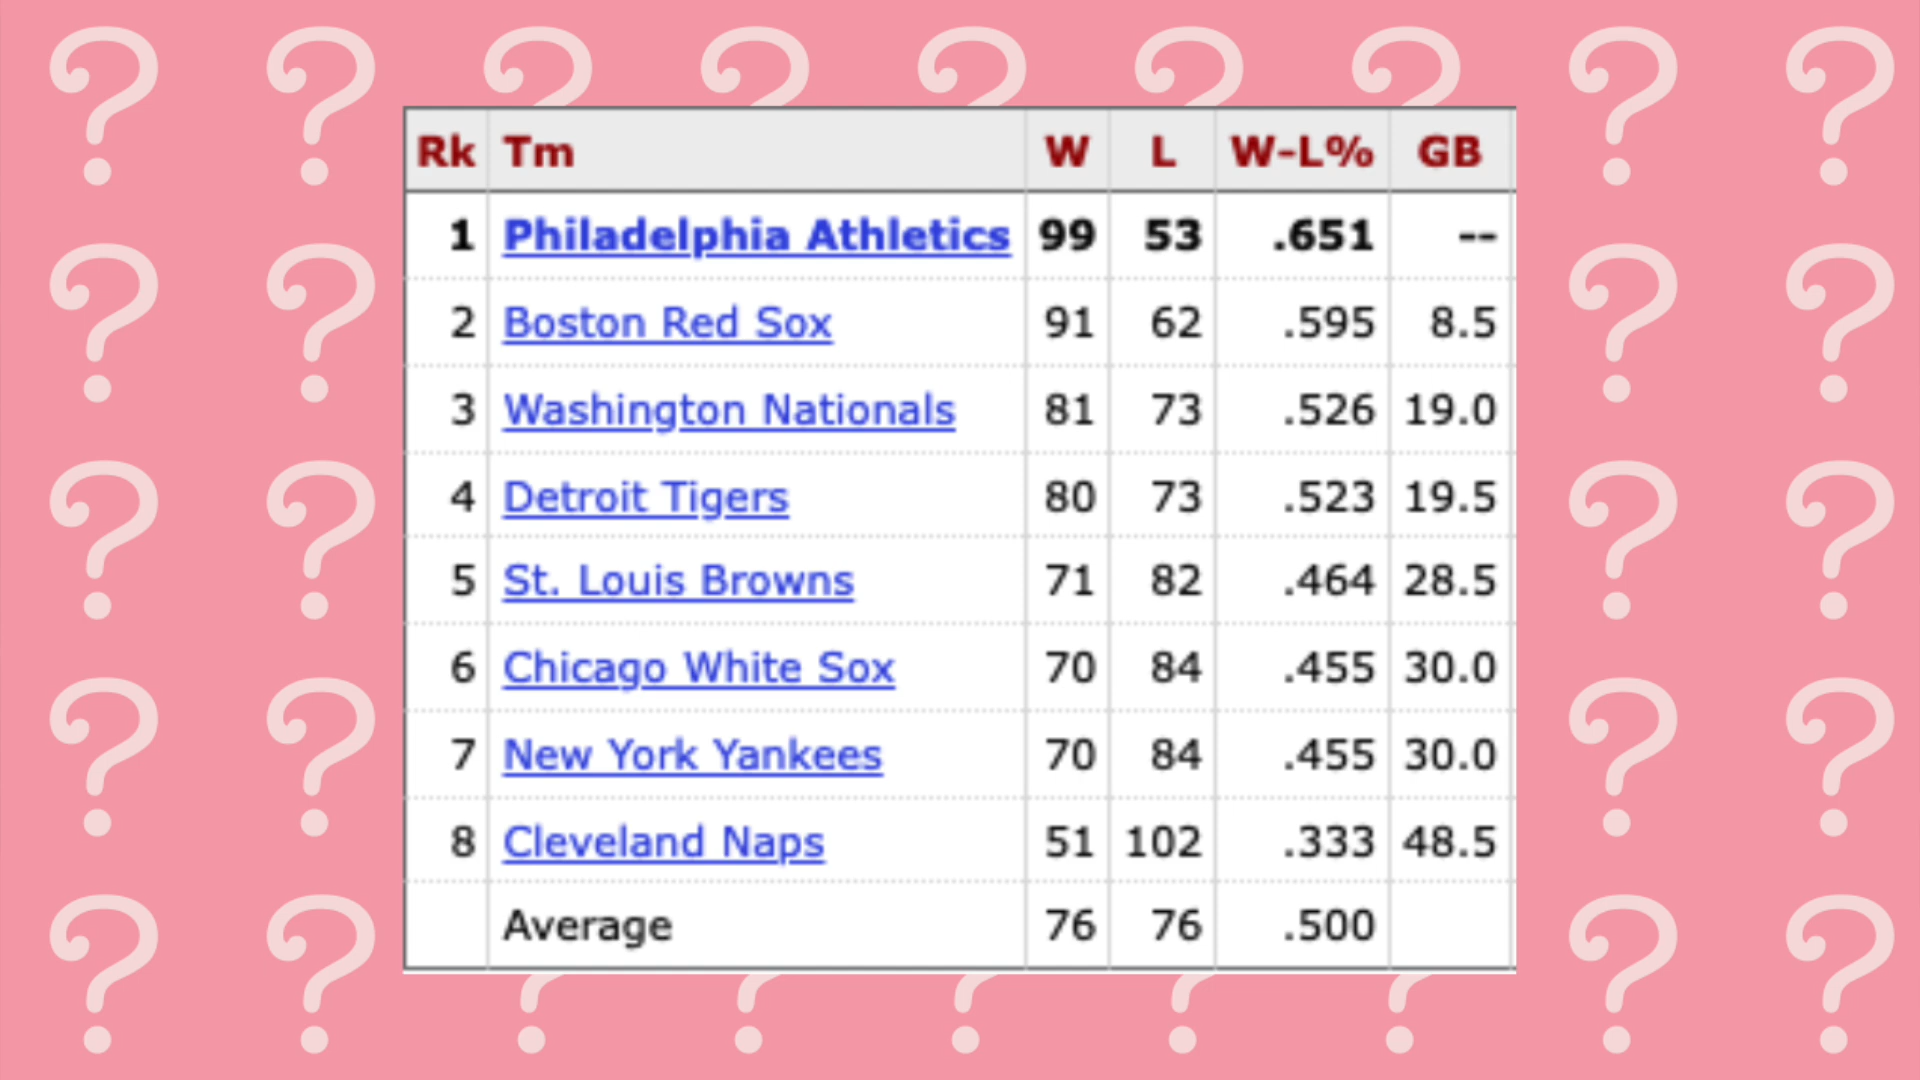 Rk Tm W L W-L% GB
1 Philadelphia Athletics 99 53 .651 --
2 Boston Red Sox 91 62 .595 8.5
3 Washington Nationals 81 73 .526 19.0
4 Detroit Tigers 80 73 .523 19.5
5 St. Louis Browns 71 82 .464 28.5
6 Chicago White Sox 70 84 .455 30.0
7 New York Yankees 70 84 .455 30.0
8 Cleveland Naps 51 102 .333 48.5
Average 76 76 .500